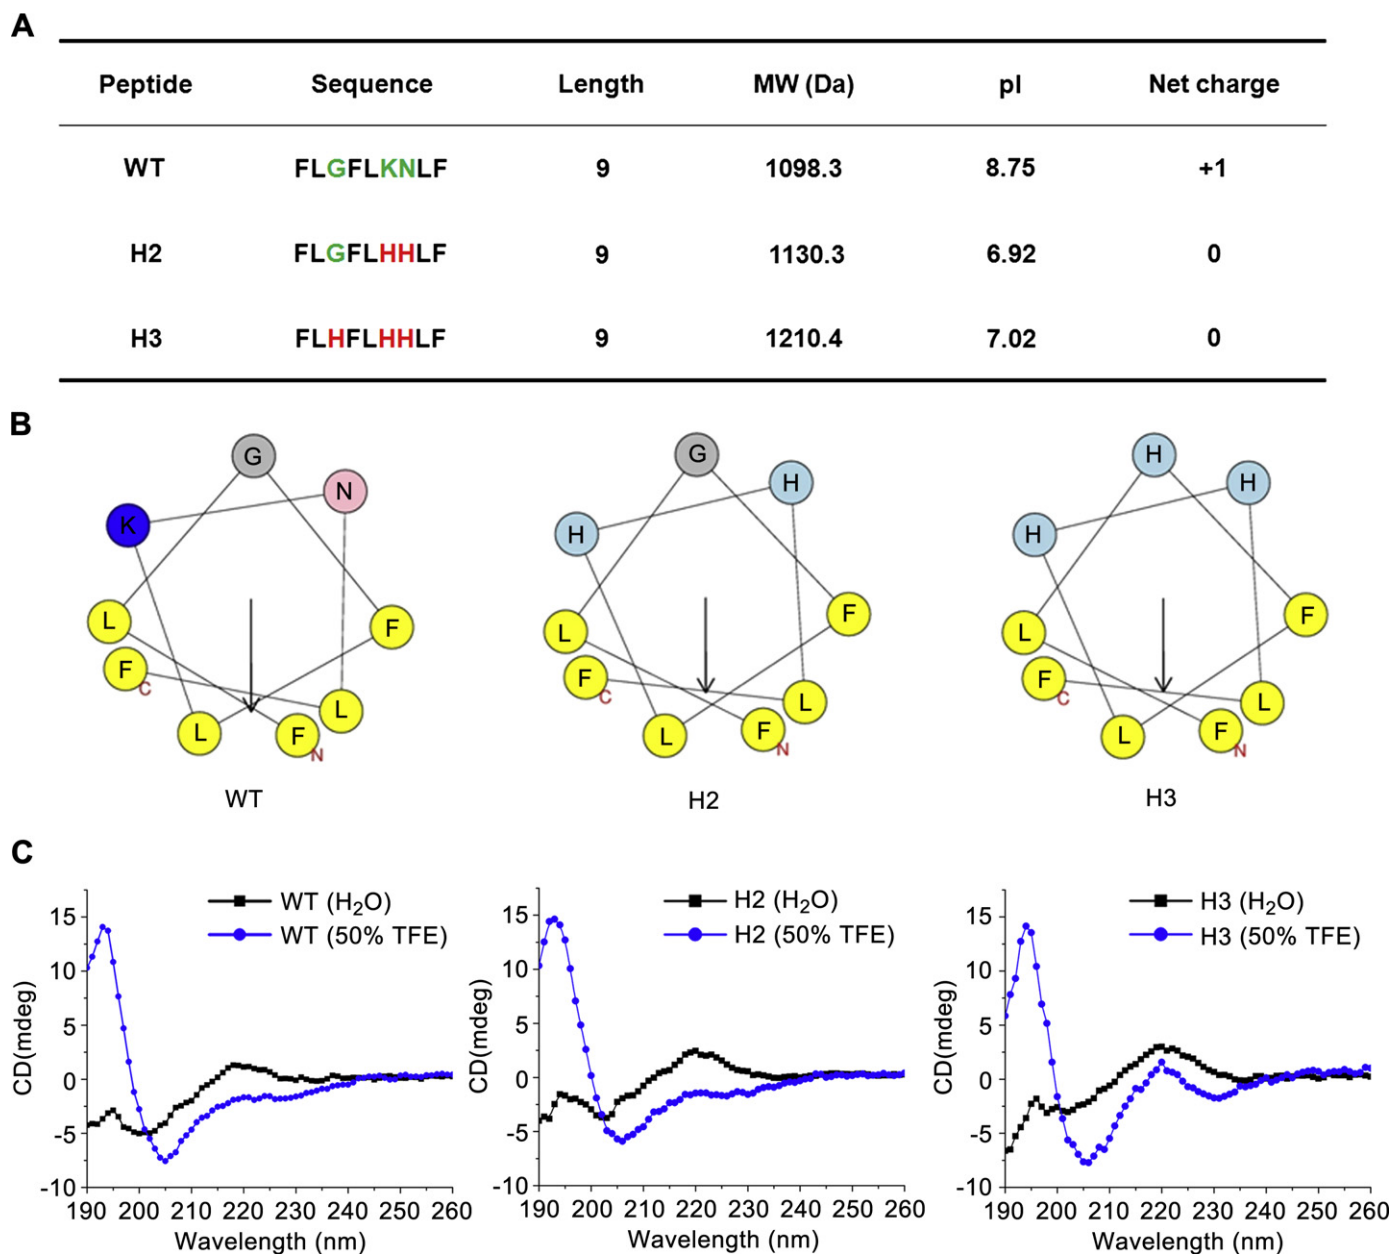 A
Peptide Sequence Length MW (Da) pI Net charge
WT FLGFLKNLF 9 1098.3 8.75 +1
H2 FLGFLHHLF 9 1130.3 6.92 0
H3 FLHFLHHLF 9 1210.4 7.02 0
B
G N K L F F C L F N L
WT
G H H L F F C L F N L
H2
H H H L F F C L F N L
H3
C
WT (H₂O)
WT (50% TFE)
15
10
5
0
-5
-10
CD(mdeg)
190 200 210 220 230 240 250 260
Wavelength (nm)
H2 (H₂O)
H2 (50% TFE)
15
10
5
0
-5
-10
CD(mdeg)
190 200 210 220 230 240 250 260
Wavelength (nm)
H3 (H₂O)
H3 (50% TFE)
15
10
5
0
-5
-10
CD(mdeg)
190 200 210 220 230 240 250 260
Wavelength (nm)